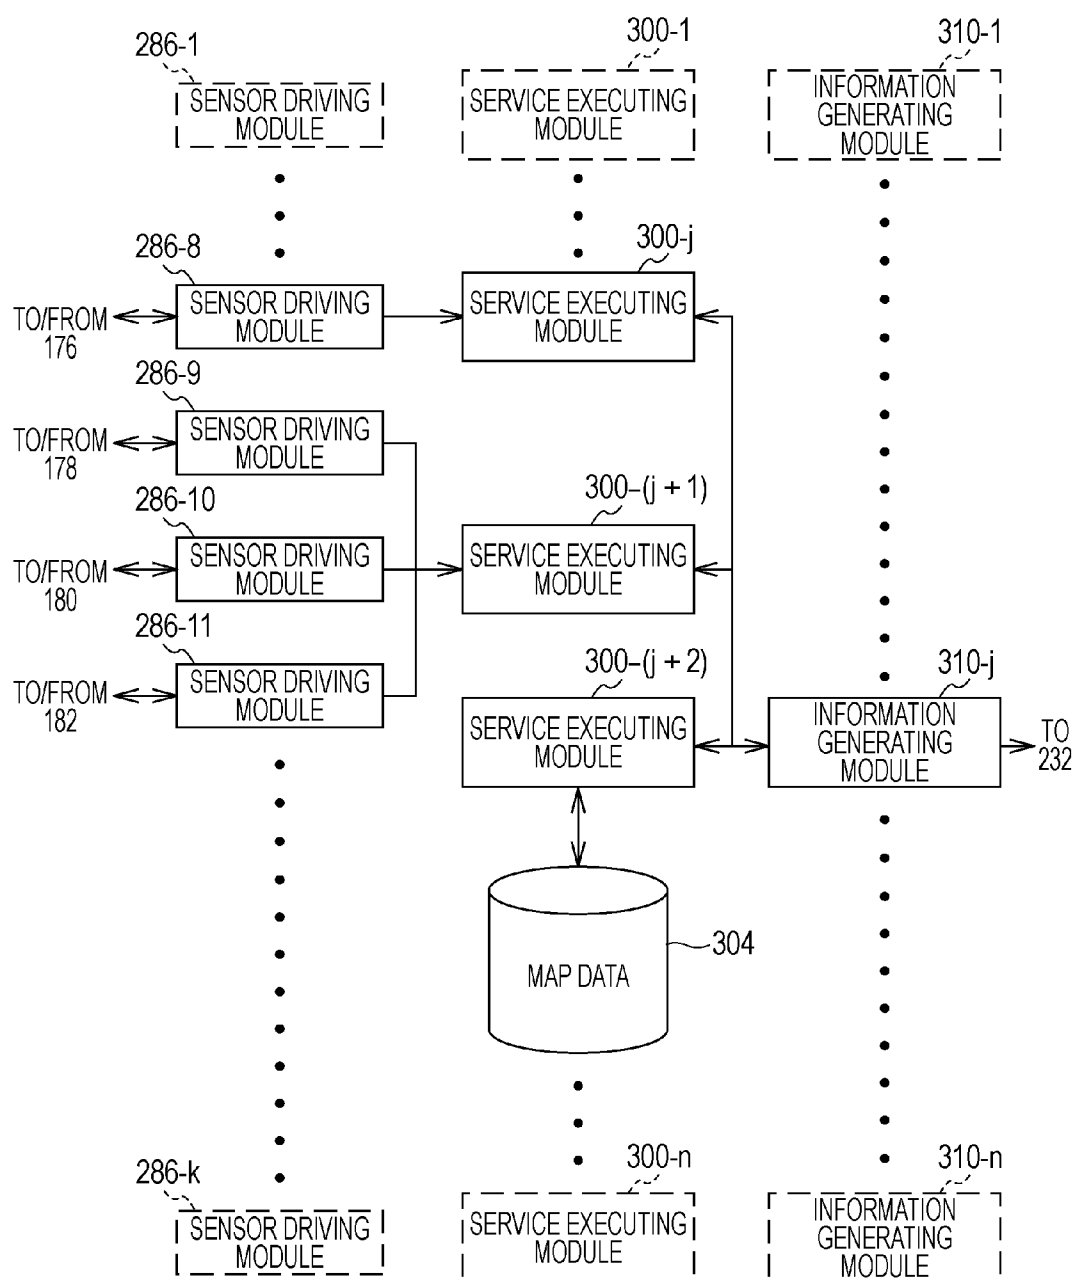 286-1
300-1
310-1
SENSOR DRIVING
MODULE
SERVICE EXECUTING
MODULE
INFORMATION
GENERATING
MODULE
286-8
300-j
TO/FROM
176
SENSOR DRIVING
MODULE
SERVICE EXECUTING
MODULE
286-9
TO/FROM
178
SENSOR DRIVING
MODULE
286-10
300-(j + 1)
TO/FROM
180
SENSOR DRIVING
MODULE
SERVICE EXECUTING
MODULE
286-11
300-(j + 2)
310-j
TO/FROM
182
SENSOR DRIVING
MODULE
SERVICE EXECUTING
MODULE
INFORMATION
GENERATING
MODULE
TO
232
304
MAP DATA
286-k
300-n
310-n
SENSOR DRIVING
MODULE
SERVICE EXECUTING
MODULE
INFORMATION
GENERATING
MODULE